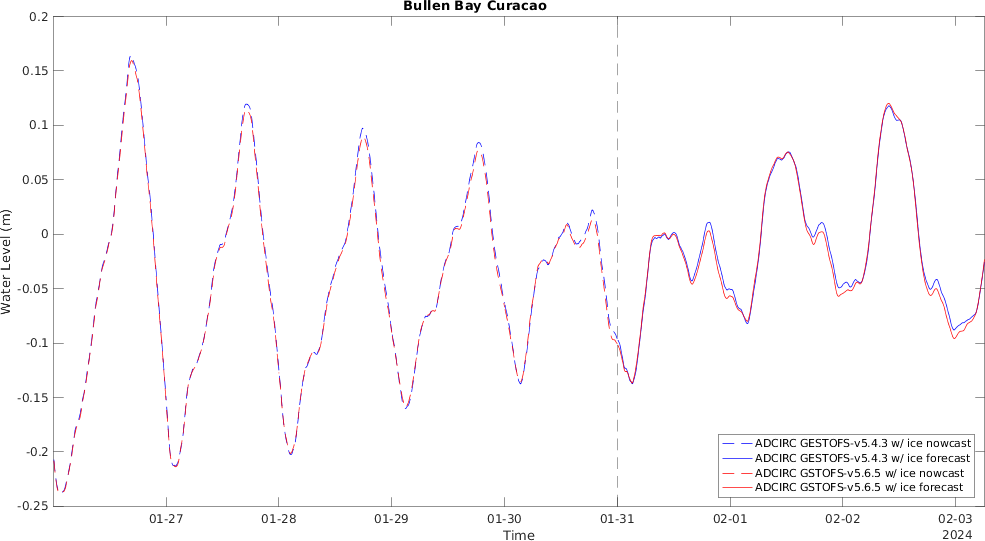 Bullen Bay Curacao
0.2
0.15
0.1
0.05
0
-0.05
-0.1
-0.15
-0.2
-0.25
Water Level (m)
01-27 01-28 01-29 01-30 01-31 02-01 02-02 02-03
Time 2024
ADCIRC GESTOFS-v5.4.3 w/ ice nowcast
ADCIRC GESTOFS-v5.4.3 w/ ice forecast
ADCIRC GSTOFS-v5.6.5 w/ ice nowcast
ADCIRC GSTOFS-v5.6.5 w/ ice forecast